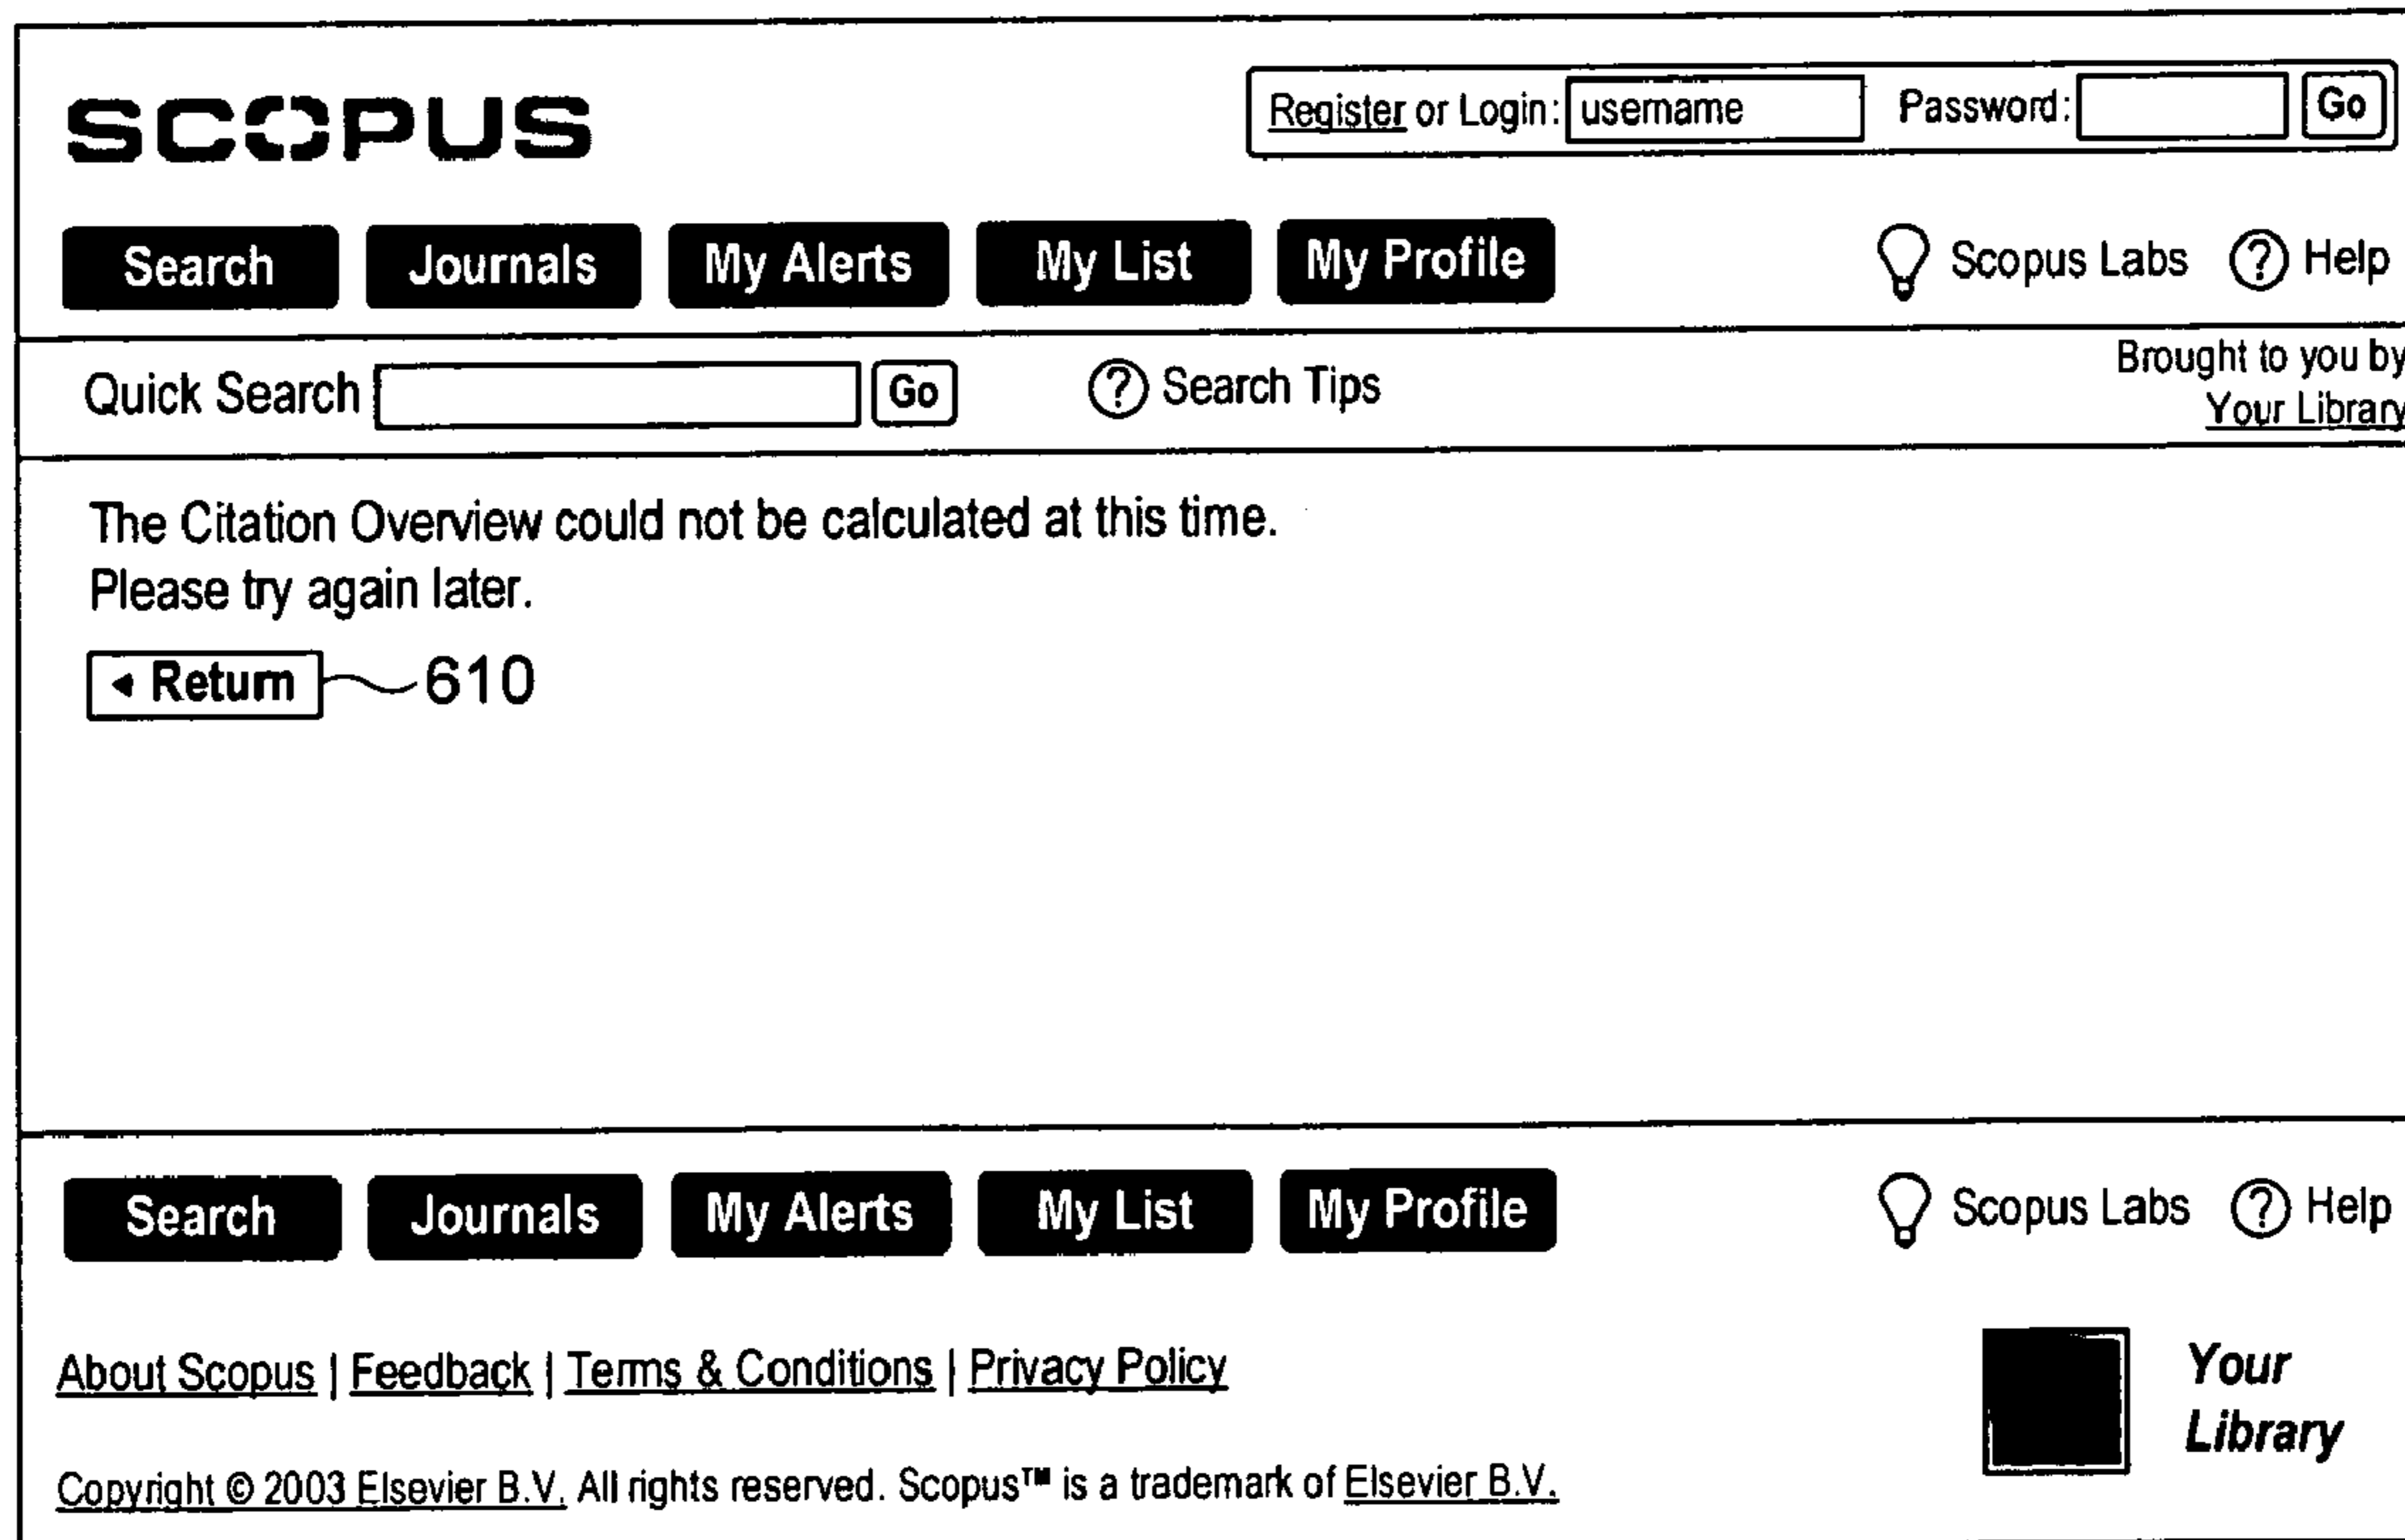 SCOPUS
Register or Login: username Password: Go
Search Journals My Alerts My List My Profile Scopus Labs ? Help
Quick Search Go ? Search Tips
Brought to you by
Your Library
The Citation Overview could not be calculated at this time.
Please try again later.
◄ Return 610
Search Journals My Alerts My List My Profile Scopus Labs ? Help
About Scopus | Feedback | Terms & Conditions | Privacy Policy
Your
Library
Copyright © 2003 Elsevier B.V. All rights reserved. Scopus™ is a trademark of Elsevier B.V.